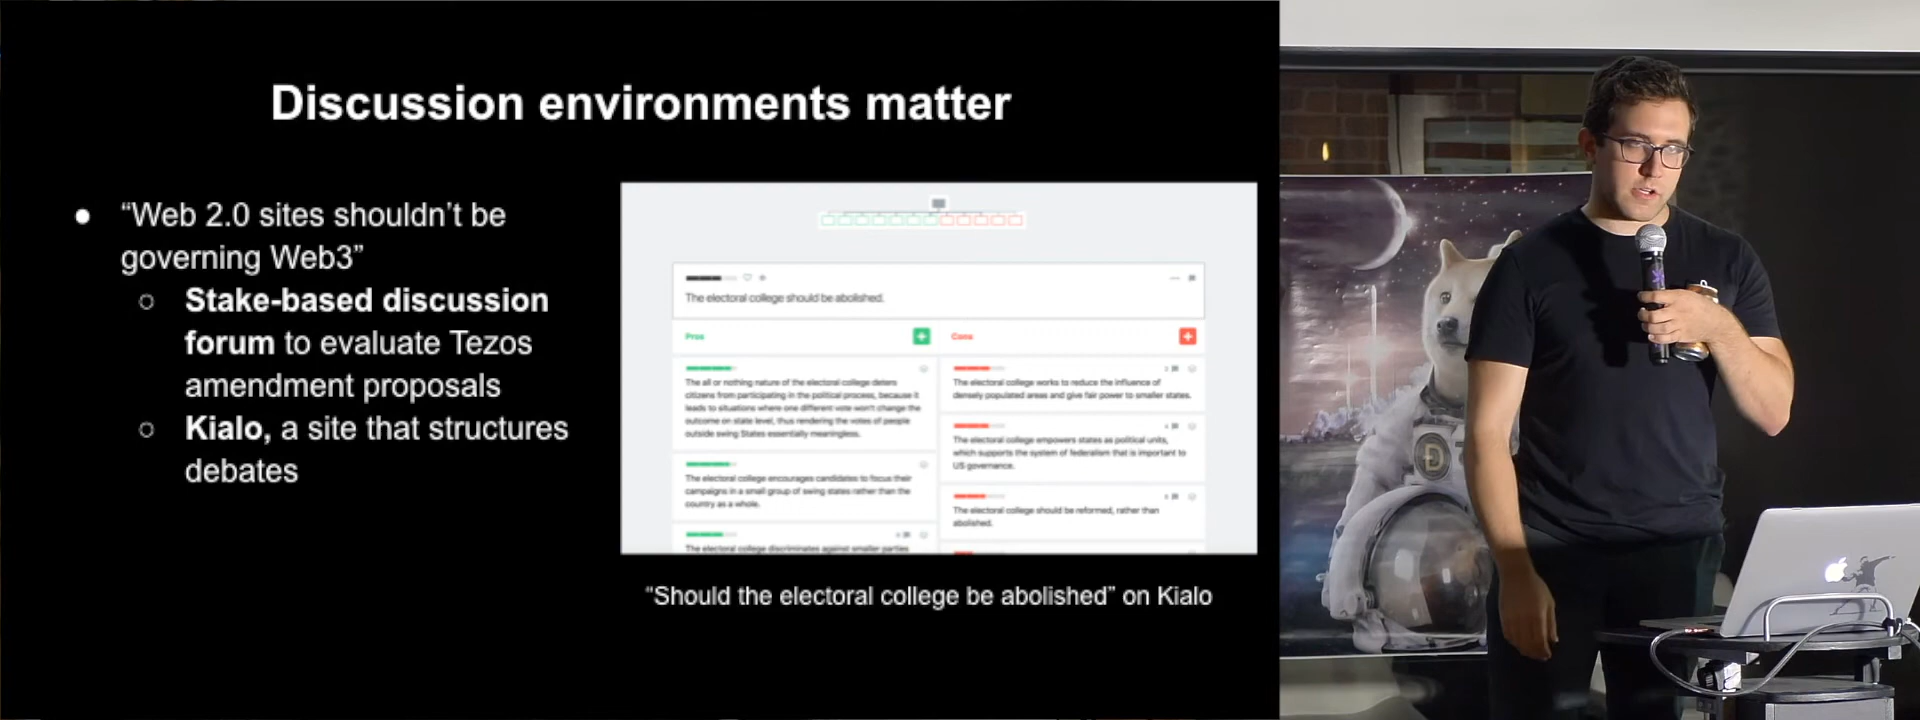 Discussion environments matter
● “Web 2.0 sites shouldn’t be
governing Web3”
○ Stake-based discussion
forum to evaluate Tezos
amendment proposals
○ Kialo, a site that structures
debates
The electoral college should be abolished.
Pros
Cons
The all or nothing nature of the electoral college deters
citizens from participating in the political process, because it
leads to situations where one different vote won't change the
outcome on state level, thus rendering the votes of people
outside swing States essentially meaningless.
The electoral college encourages candidates to focus their
campaigns in a small group of swing states rather than the
country as a whole.
The electoral college discriminates against smaller parties
The electoral college works to reduce the influence of
densely populated areas and give fair power to smaller states.
The electoral college empowers states as political units,
which supports the system of federalism that is important to
US governance.
The electoral college should be reformed, rather than
abolished.
“Should the electoral college be abolished” on Kialo
Đ